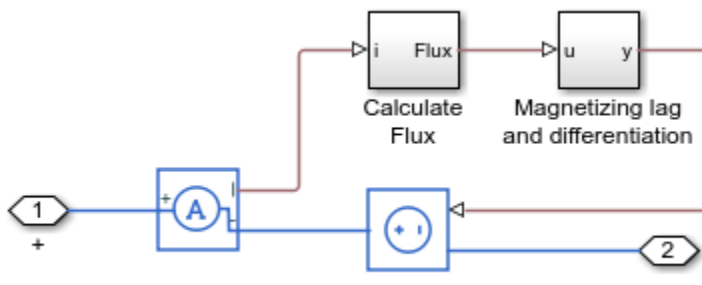 i Flux
u y
Calculate
Flux
Magnetizing lag
and differentiation
+ A I
-
1
+
+ -
2